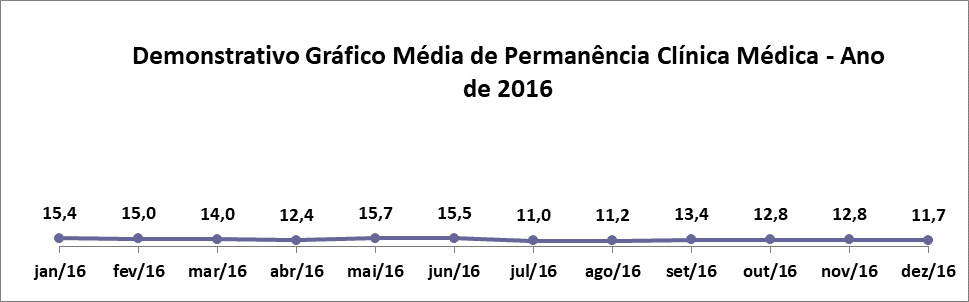 Demonstrativo Gráfico Média de Permanência Clínica Médica - Ano
de 2016
15,4 15,0 14,0 12,4 15,7 15,5 11,0 11,2 13,4 12,8 12,8 11,7
jan/16 fev/16 mar/16 abr/16 mai/16 jun/16 jul/16 ago/16 set/16 out/16 nov/16 dez/16